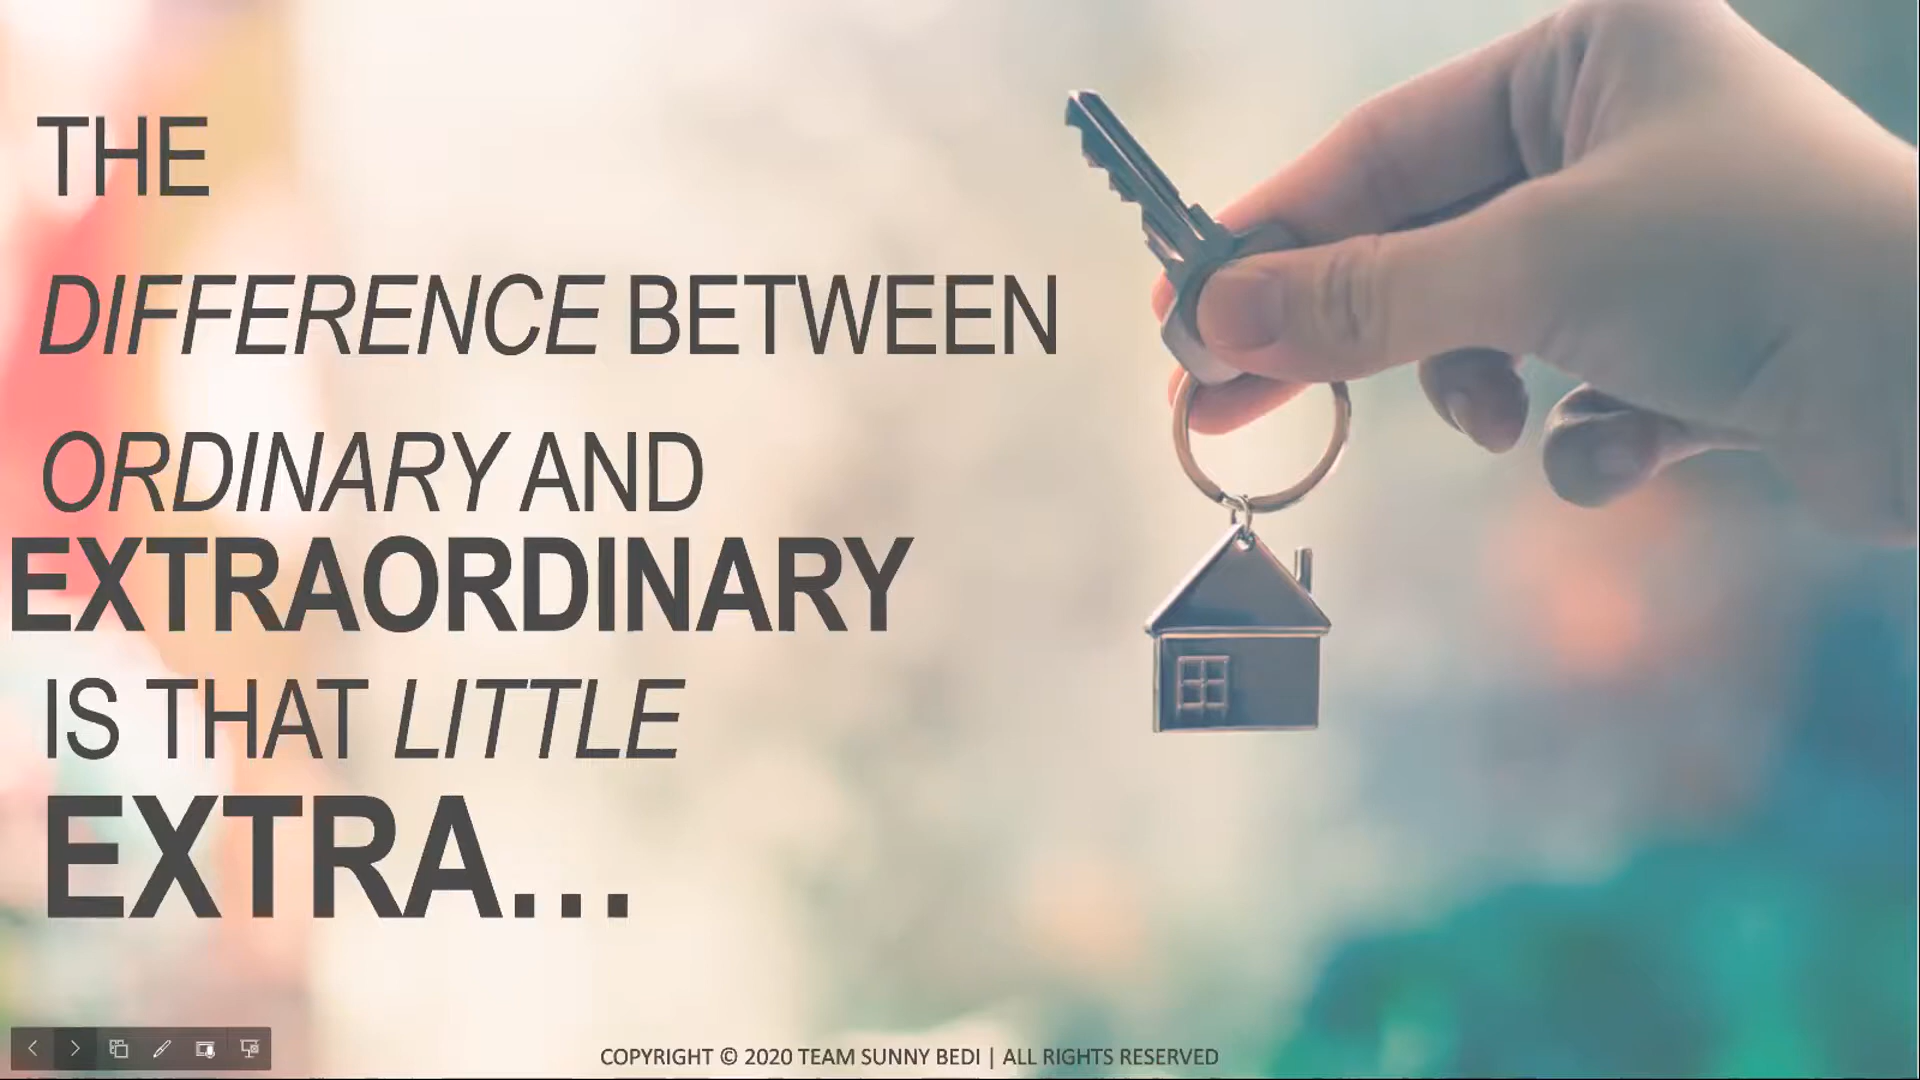 THE
DIFFERENCE BETWEEN
ORDINARY AND
EXTRAORDINARY
IS THAT LITTLE
EXTRA...
COPYRIGHT © 2020 TEAM SUNNY BEDI | ALL RIGHTS RESERVED